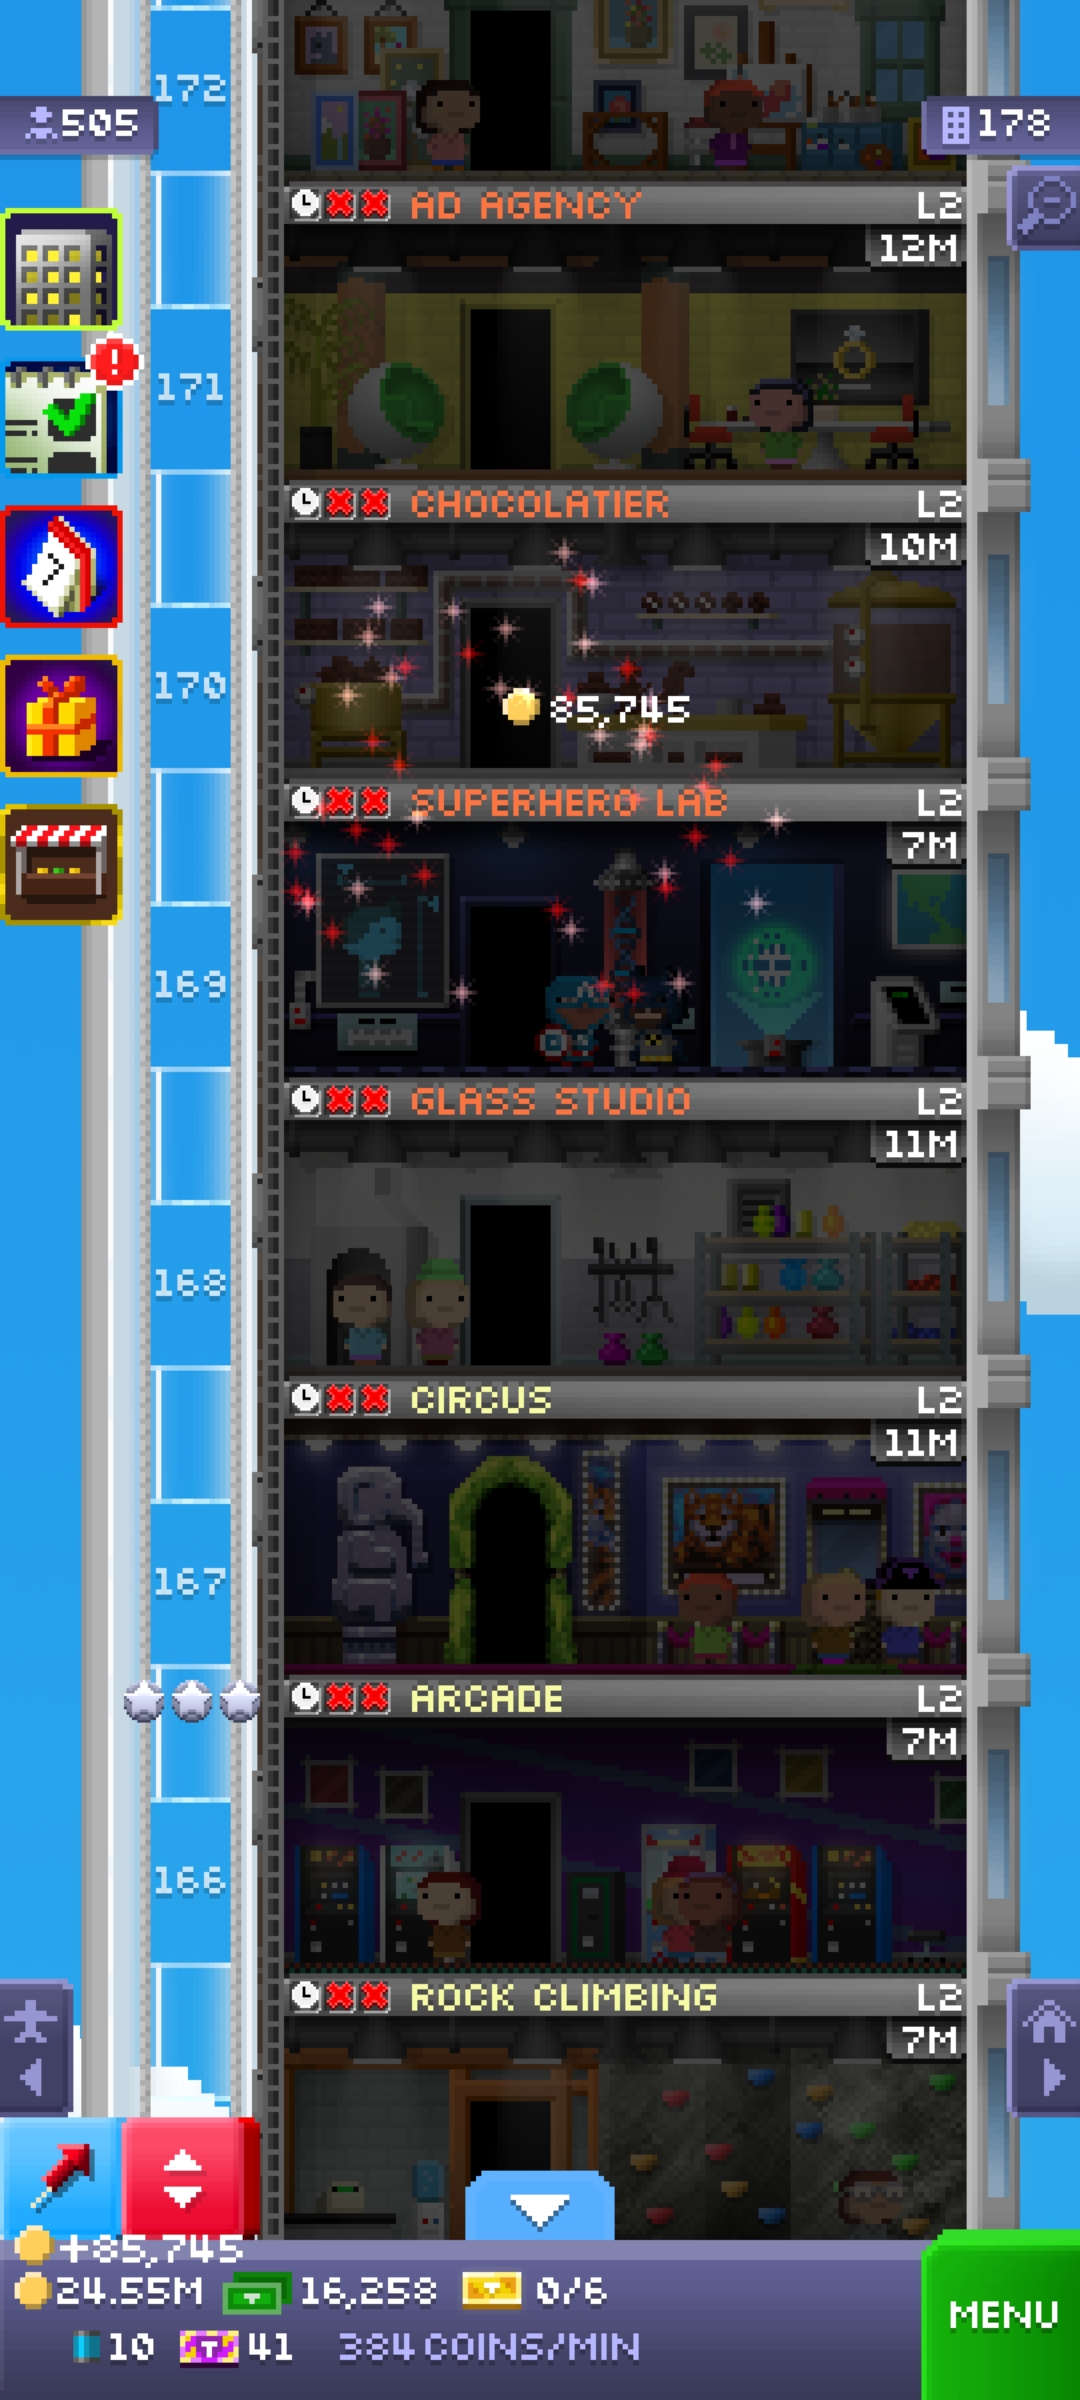 172
505
178
AD AGENCY L2
12M
171
CHOCOLATIER L2
10M
170
85,745
SUPERHERO LAB L2
7M
169
GLASS STUDIO L2
11M
168
CIRCUS L2
11M
167
ARCADE L2
7M
166
ROCK CLIMBING L2
7M
+85,745
24.55M 16,258 0/6
10 41 384 COINS/MIN
MENU